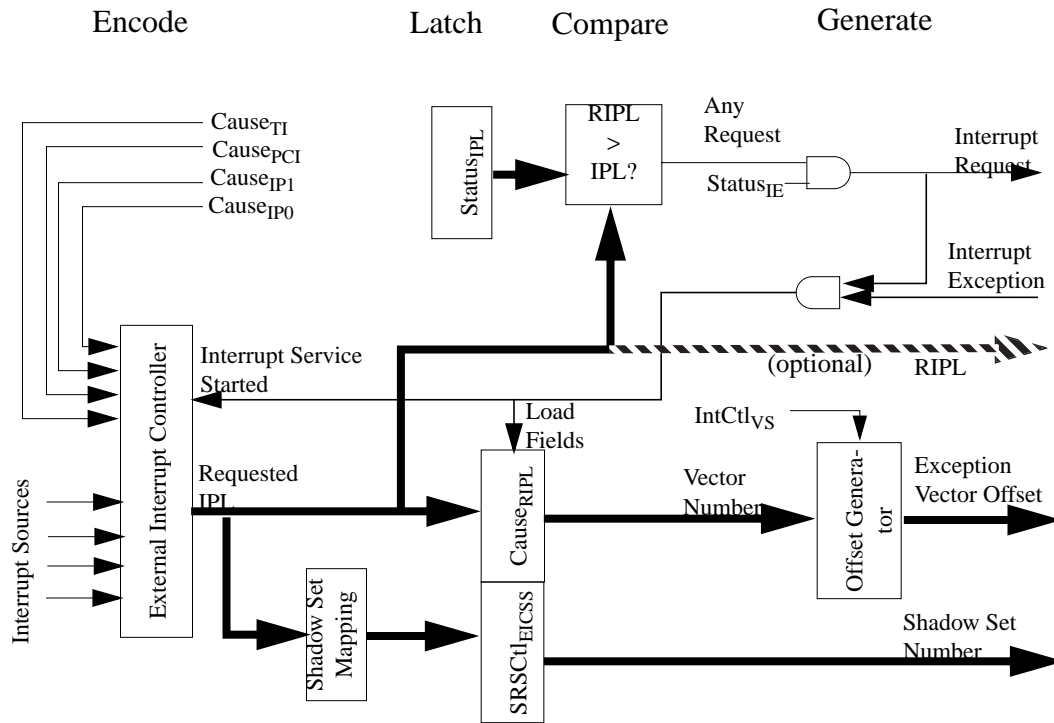 Encode
Latch
Compare
Generate
Cause_TI
Cause_PCI
Cause_IP1
Cause_IP0
Status_IPL
RIPL
>
IPL?
Any
Request
Status_IE
Interrupt
Request
Interrupt
Exception
Interrupt Service
Started
(optional)
RIPL
Load
Fields
IntCtl_VS
External Interrupt Controller
Interrupt Sources
Requested
IPL
Cause_RIPL
Vector
Number
Offset Genera-
tor
Exception
Vector Offset
Shadow Set
Mapping
SRSCtl_EICSS
Shadow Set
Number